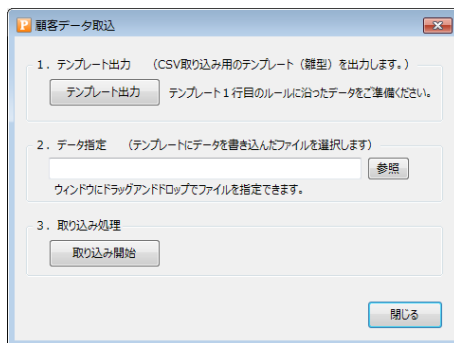 顧客データ取込
1. テンプレート出力 (CSV取り込み用のテンプレート(雛型)を出力します。)
テンプレート出力 テンプレート1行目のルールに沿ったデータをご準備ください。
2. データ指定 (テンプレートにデータを書き込んだファイルを選択します)
参照
ウィンドウにドラッグアンドドロップでファイルを指定できます。
3. 取り込み処理
取り込み開始
閉じる